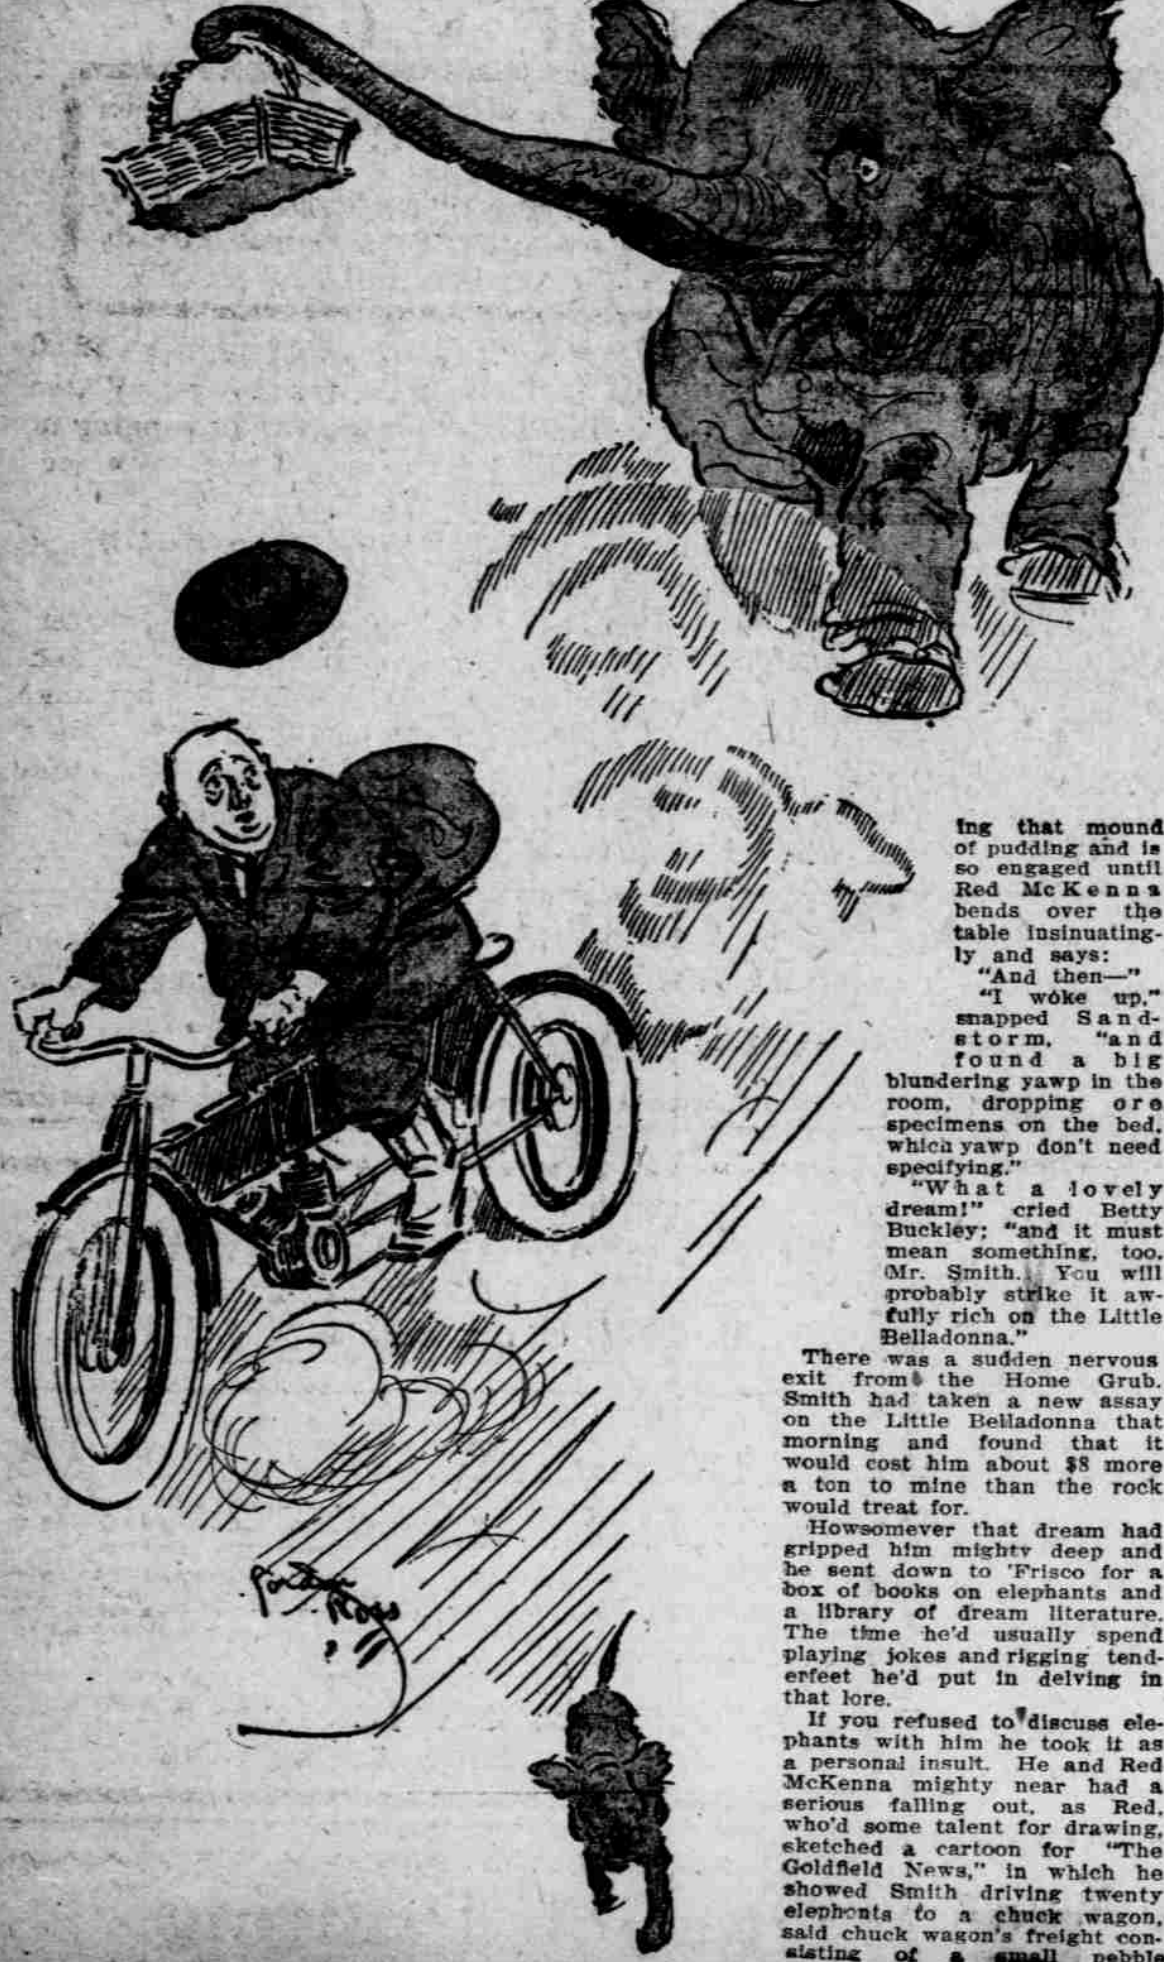 ing that mound
of pudding and is
so engaged until
Red McKenna
bends over the
table insinuating-
ly and says:
"And then—"
"I woke up,"
snapped Sand-
storm, "and
found a big
blundering yawp in the
room, dropping ore
specimens on the bed,
which yawp don't need
specifying."
"What a lovely
dream!" cried Betty
Buckley; "and it must
mean something, too,
Mr. Smith. You will
probably strike it aw-
fully rich on the Little
Belladonna."
There was a sudden nervous
exit from the Home Grub.
Smith had taken a new assay
on the Little Belladonna that
morning and found that it
would cost him about $8 more
a ton to mine than the rock
would treat for.
Howsomever that dream had
gripped him mighty deep and
he sent down to 'Frisco for a
box of books on elephants and
a library of dream literature.
The time he'd usually spend
playing jokes and rigging tend-
erfeet he'd put in delving in
that lore.
If you refused to discuss ele-
phants with him he took it as
a personal insult. He and Red
McKenna mighty near had a
serious falling out, as Red,
who'd some talent for drawing,
sketched a cartoon for "The
Goldfield News," in which he
showed Smith driving twenty
elephents to a chuck wagon,
said chuck wagon's freight con-
sisting of a small pebble